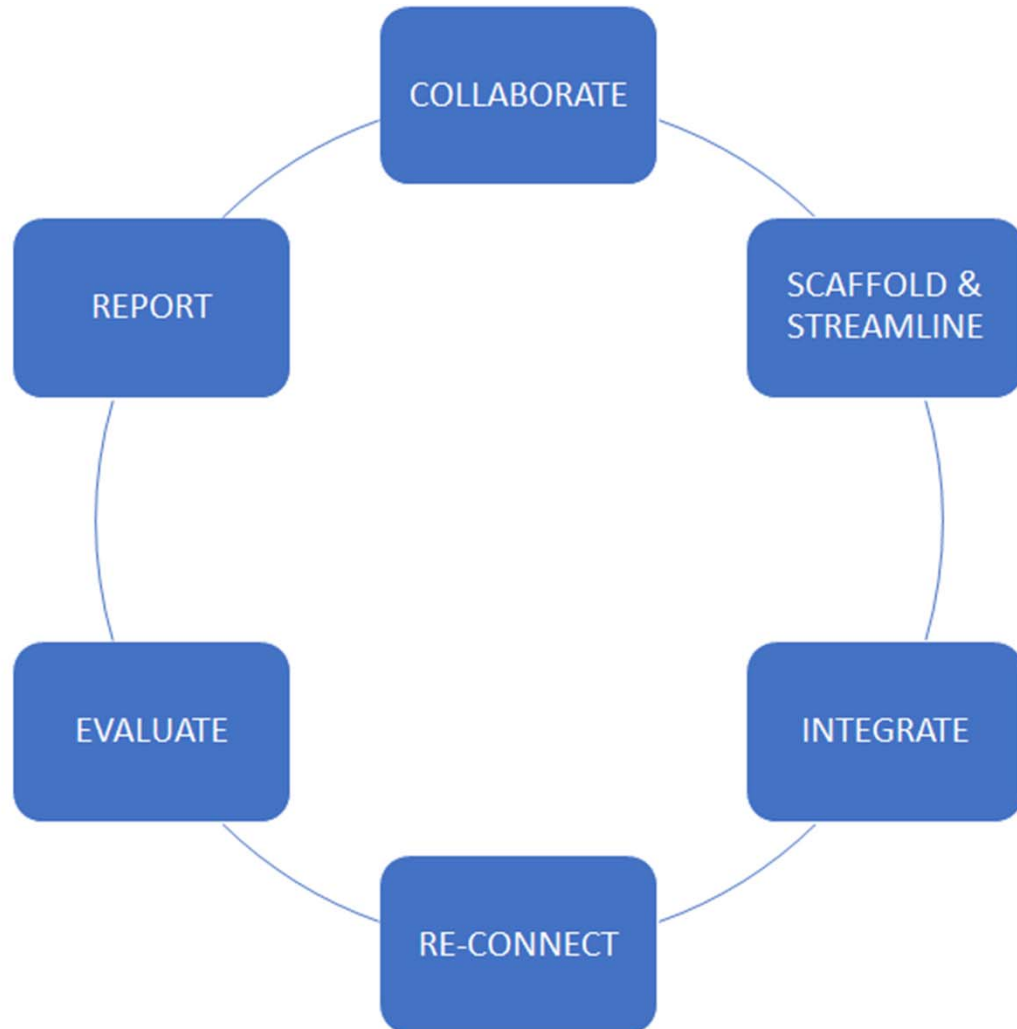 COLLABORATE
SCAFFOLD &
STREAMLINE
INTEGRATE
RE-CONNECT
EVALUATE
REPORT